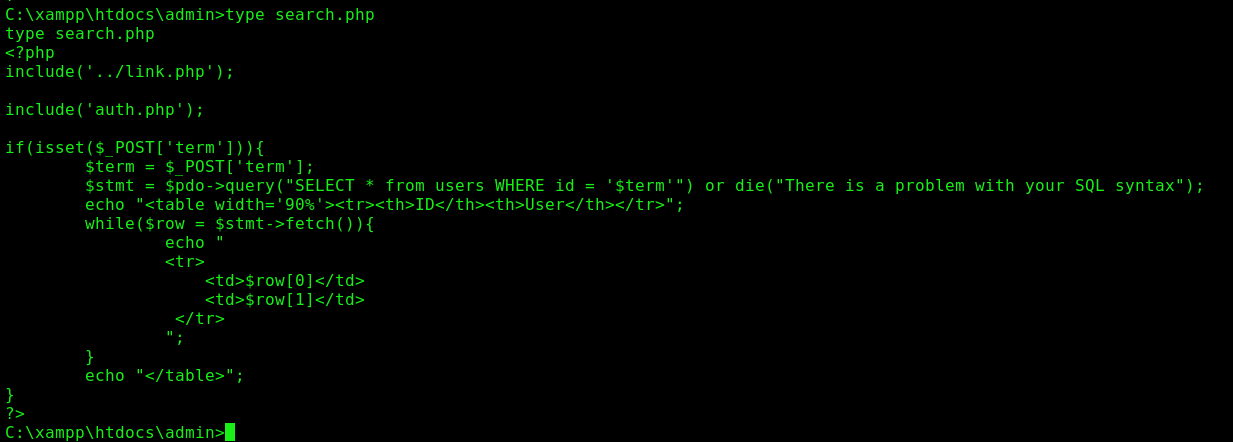 C:\xampp\htdocs\admin>type search.php
type search.php
<?php
include('../link.php');

include('auth.php');

if(isset($_POST['term'])){
        $term = $_POST['term'];
        $stmt = $pdo->query("SELECT * from users WHERE id = '$term'") or die("There is a problem with your SQL syntax");
        echo "<table width='90%'><tr><th>ID</th><th>User</th></tr>";
        while($row = $stmt->fetch()){
                echo "
                <tr>
                    <td>$row[0]</td>
                    <td>$row[1]</td>
                 </tr>
                ";
        }
        echo "</table>";
}
?>
C:\xampp\htdocs\admin>